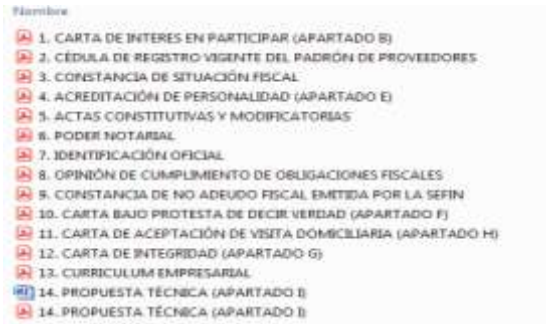 Nombre
1. CARTA DE INTERES EN PARTICIPAR (APARTADO B)
2. CÉDULA DE REGISTRO VIGENTE DEL PADRÓN DE PROVEEDORES
3. CONSTANCIA DE SITUACIÓN FISCAL
4. ACREDITACIÓN DE PERSONALIDAD (APARTADO E)
5. ACTAS CONSTITUTIVAS Y MODIFICATORIAS
6. PODER NOTARIAL
7. IDENTIFICACIÓN OFICIAL
8. OPINIÓN DE CUMPLIMIENTO DE OBLIGACIONES FISCALES
9. CONSTANCIA DE NO ADEUDO FISCAL EMITIDA POR LA SEFIN
10. CARTA BAJO PROTESTA DE DECIR VERDAD (APARTADO F)
11. CARTA DE ACEPTACIÓN DE VISITA DOMICILIARIA (APARTADO H)
12. CARTA DE INTEGRIDAD (APARTADO G)
13. CURRICULUM EMPRESARIAL
14. PROPUESTA TÉCNICA (APARTADO I)
14. PROPUESTA TÉCNICA (APARTADO I)